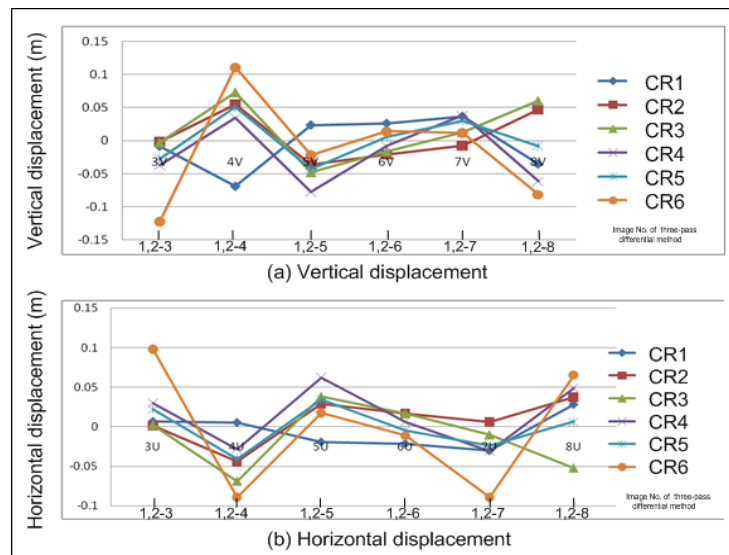 Vertical displacement (m)
0.15
0.1
0.05
0
-0.05
-0.1
-0.15
3V 4V 5V 6V 7V 8V
1,2-3 1,2-4 1,2-5 1,2-6 1,2-7 1,2-8
CR1
CR2
CR3
CR4
CR5
CR6
Image No. of three-pass
differential method
(a) Vertical displacement
Horizontal displacement (m)
0.15
0.1
0.05
0
-0.05
-0.1
3U 4U 5U 6U 7U 8U
1,2-3 1,2-4 1,2-5 1,2-6 1,2-7 1,2-8
CR1
CR2
CR3
CR4
CR5
CR6
Image No. of three-pass
differential method
(b) Horizontal displacement